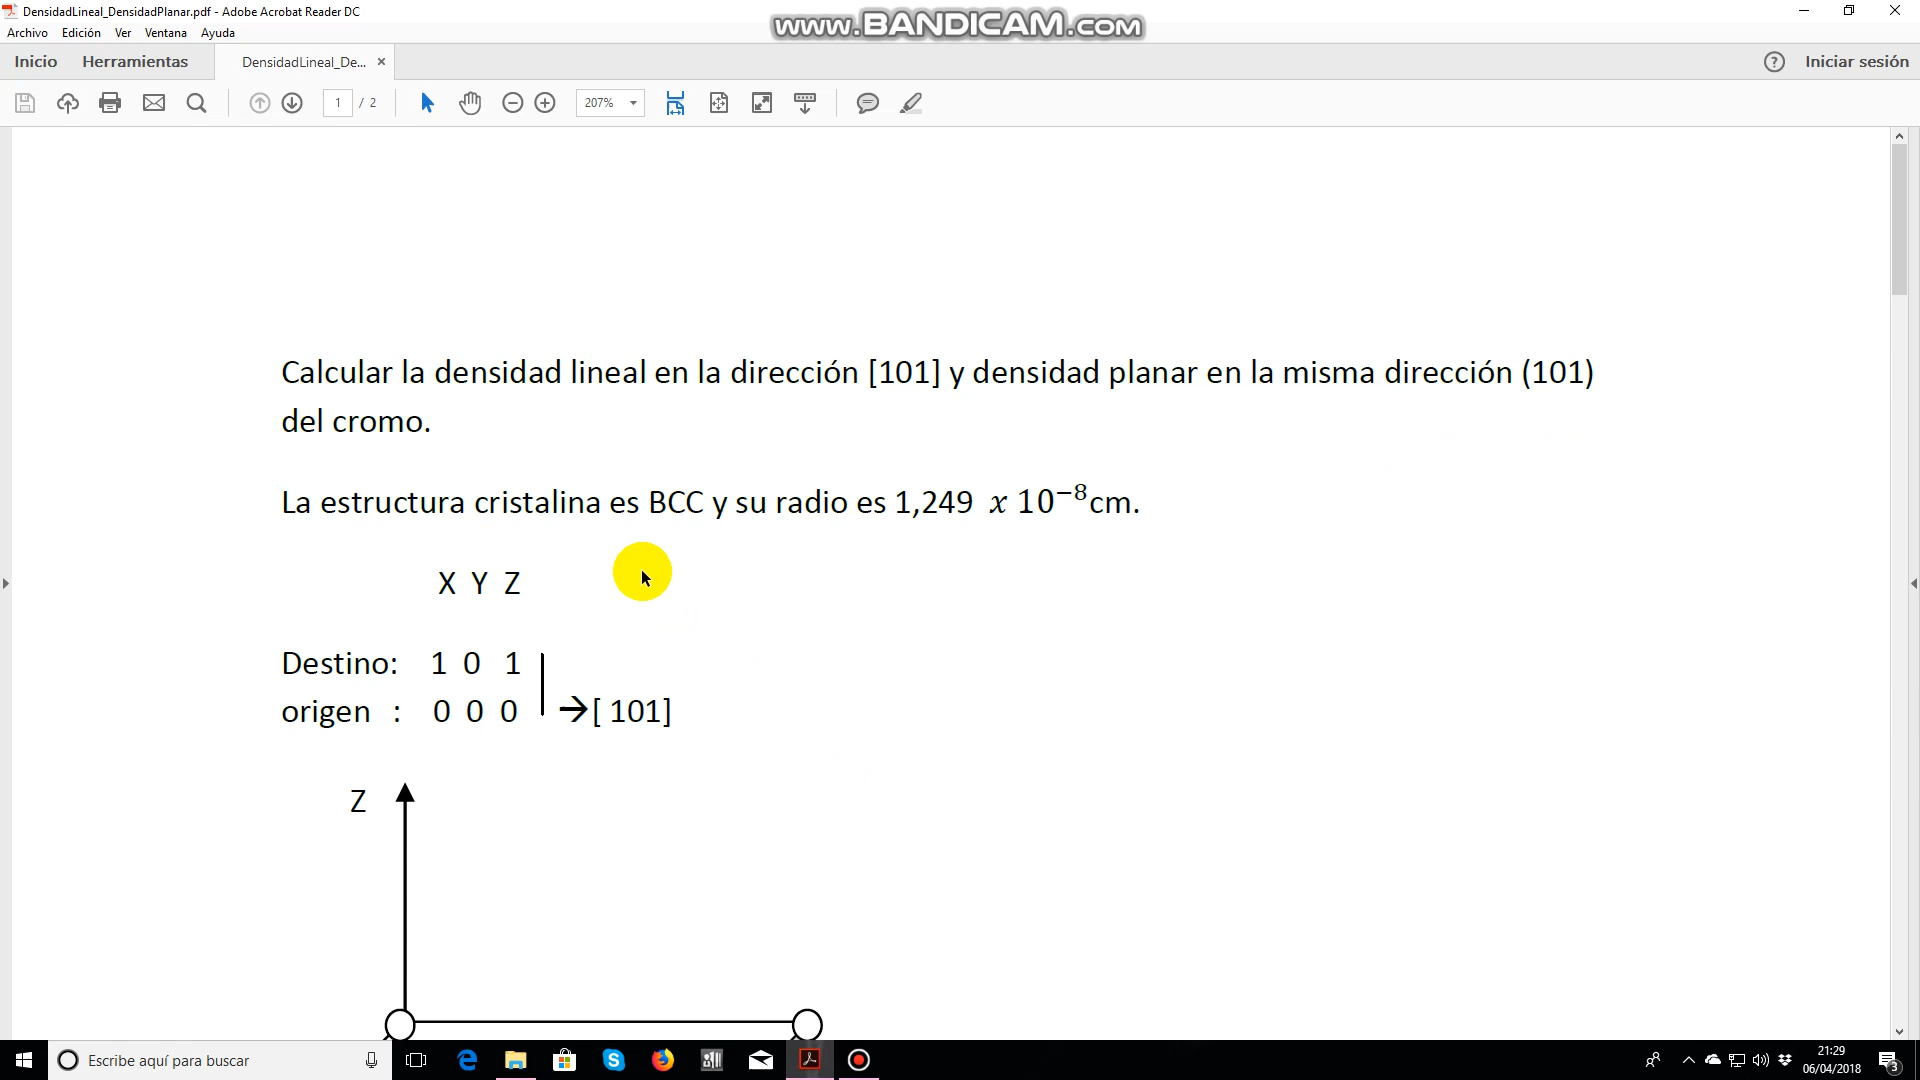 DensidadLineal_DensidadPlanar.pdf - Adobe Acrobat Reader DC
www.BANDICAM.com
Archivo Edición Ver Ventana Ayuda
Inicio Herramientas DensidadLineal_De... × ? Iniciar sesión
1 / 2 207%
Calcular la densidad lineal en la dirección [101] y densidad planar en la misma dirección (101)
del cromo.
La estructura cristalina es BCC y su radio es 1,249 x 10⁻⁸cm.
X Y Z
Destino: 1 0 1
origen : 0 0 0 →[ 101]
Z
Escribe aquí para buscar
21:29
06/04/2018
3